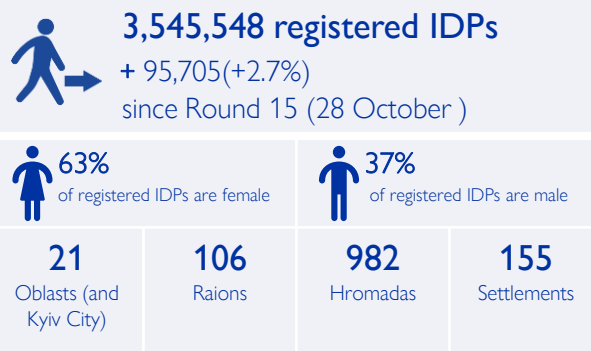 3,545,548 registered IDPs
+ 95,705(+2.7%)
since Round 15 (28 October )
63%
of registered IDPs are female
37%
of registered IDPs are male
21
Oblasts (and
Kyiv City)
106
Raions
982
Hromadas
155
Settlements